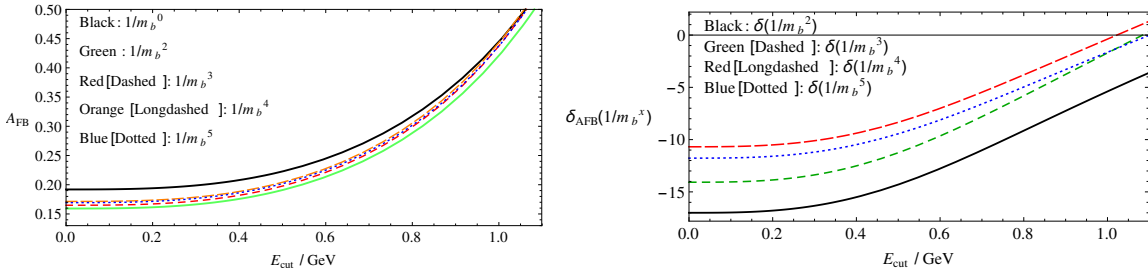 0.50
0.45
0.40
0.35
0.30
0.25
0.20
0.15
A_FB
Black : 1/m_b^0
Green : 1/m_b^2
Red [Dashed ]: 1/m_b^3
Orange [Longdashed ]: 1/m_b^4
Blue [Dotted ]: 1/m_b^5
0.0 0.2 0.4 0.6 0.8 1.0
E_cut / GeV
0
−5
−10
−15
δ_AFB(1/m_b^x)
Black : δ(1/m_b^2)
Green [Dashed ]: δ(1/m_b^3)
Red [Longdashed ]: δ(1/m_b^4)
Blue [Dotted ]: δ(1/m_b^5)
0.0 0.2 0.4 0.6 0.8 1.0
E_cut / GeV